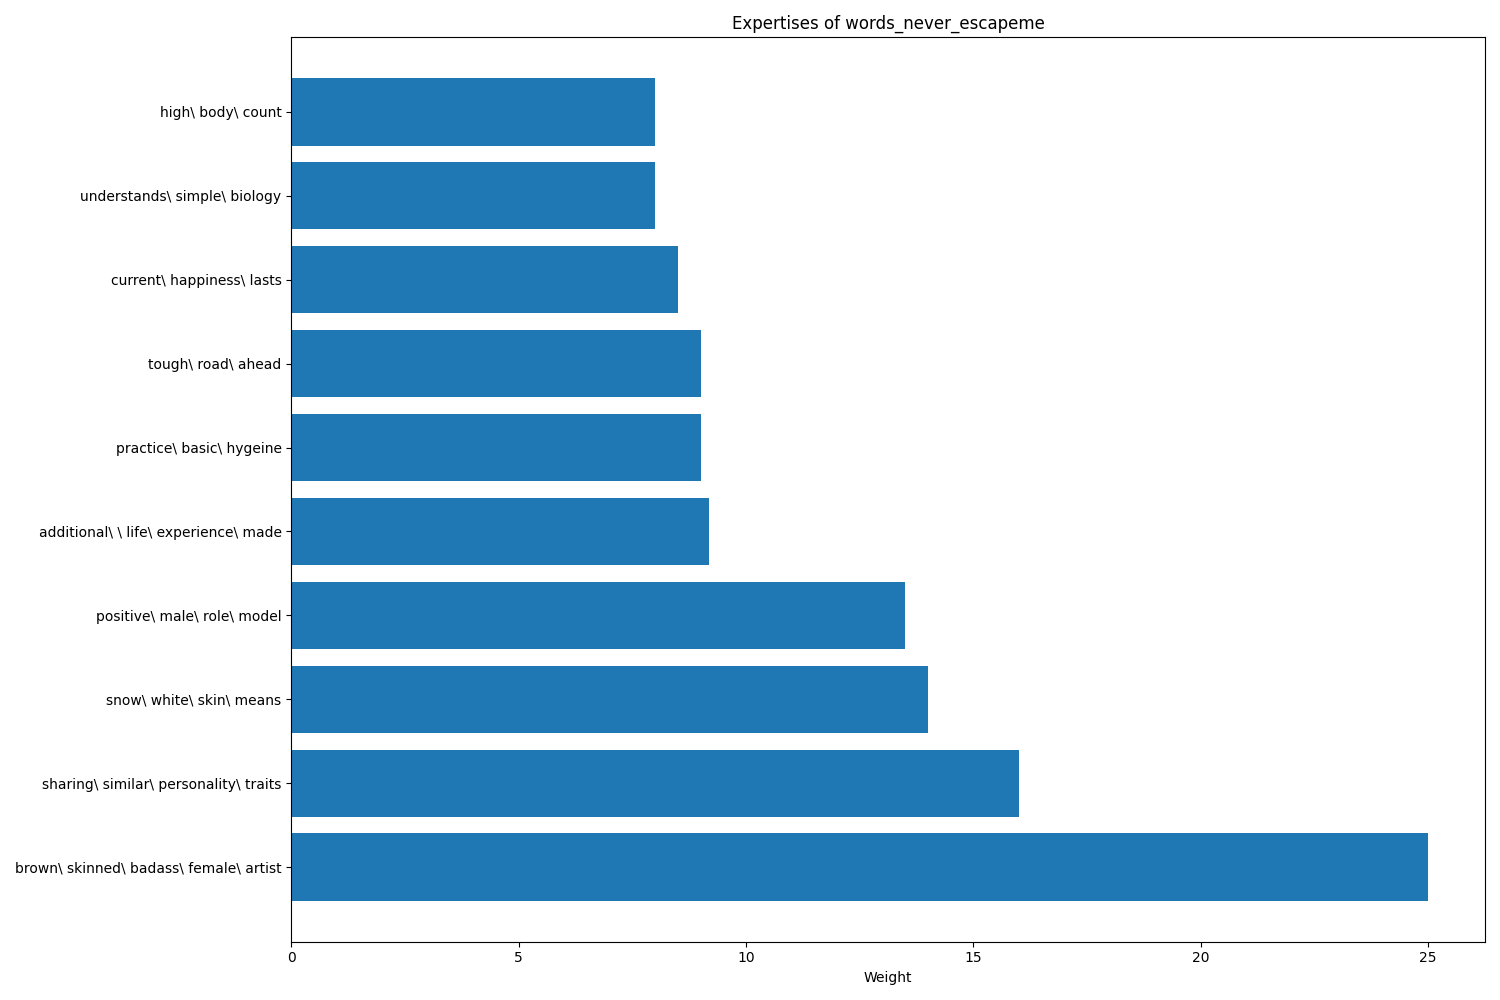 Expertises of words_never_escapeme
high\ body\ count
understands\ simple\ biology
current\ happiness\ lasts
tough\ road\ ahead
practice\ basic\ hygeine
additional\ \ life\ experience\ made
positive\ male\ role\ model
snow\ white\ skin\ means
sharing\ similar\ personality\ traits
brown\ skinned\ badass\ female\ artist
0 5 10 15 20 25
Weight